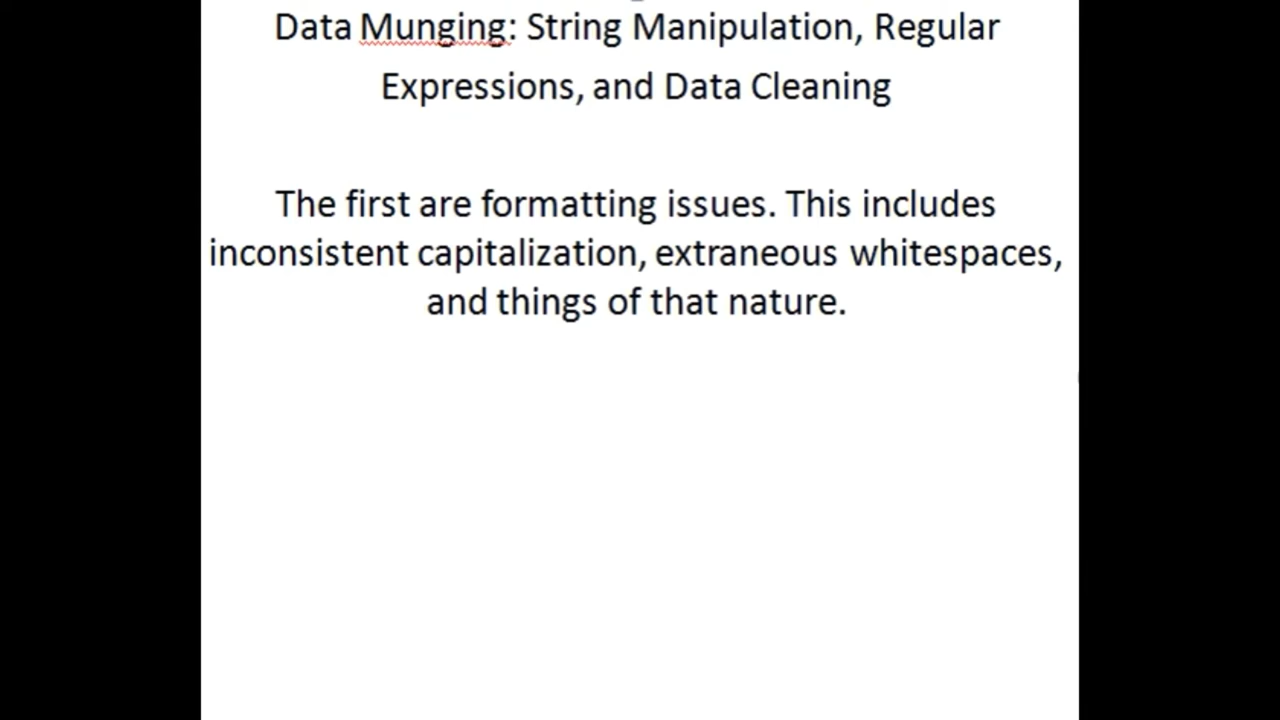 Data Munging: String Manipulation, Regular
Expressions, and Data Cleaning
The first are formatting issues. This includes
inconsistent capitalization, extraneous whitespaces,
and things of that nature.